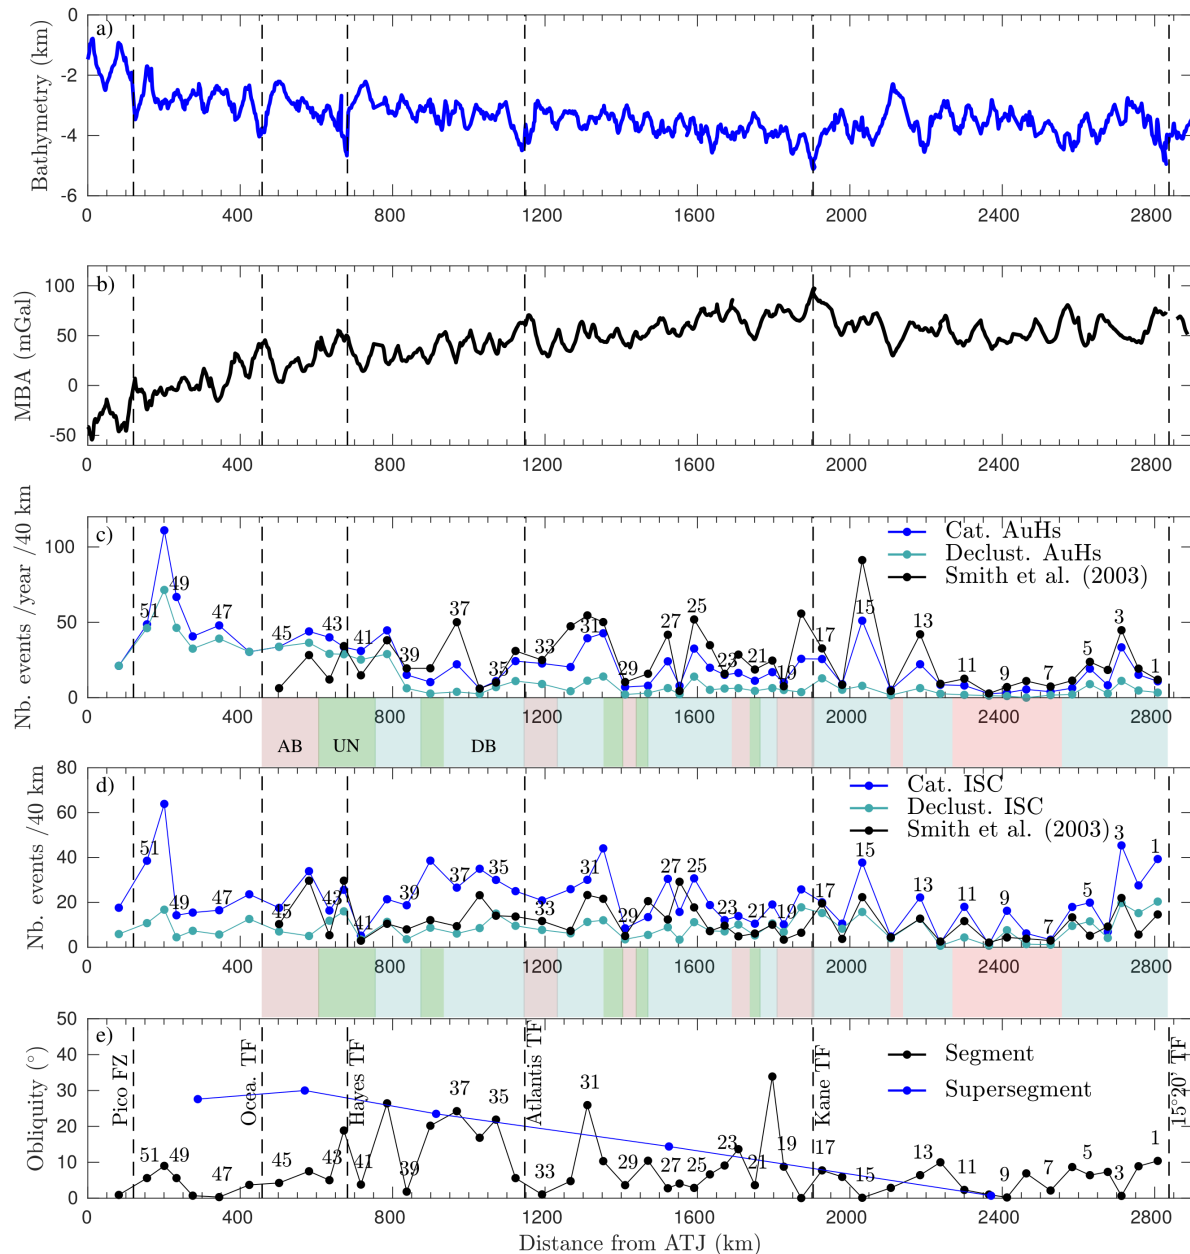 a)
Bathymetry (km)
0
-2
-4
-6
0 400 800 1200 1600 2000 2400 2800
b)
MBA (mGal)
100
50
0
-50
0 400 800 1200 1600 2000 2400 2800
c)
Nb. events /year /40 km
100
50
0
Cat. AuHs
Declust. AuHs
Smith et al. (2003)
51 49 47 45 43 41 39 37 35 33 31 29 27 25 23 21 19 17 15 13 11 9 7 5 3 1
0 400 800 1200 1600 2000 2400 2800
AB UN DB
d)
Nb. events /40 km
80
60
40
20
0
Cat. ISC
Declust. ISC
Smith et al. (2003)
51 49 47 45 43 41 39 37 35 33 31 29 27 25 23 21 19 17 15 13 11 9 7 5 3 1
0 400 800 1200 1600 2000 2400 2800
e)
Obliquity (°)
50
40
30
20
10
0
Pico FZ
Ocea. TF
Hayes TF
Atlantis TF
Kane TF
15°20' TF
Segment
Supersegment
51 49 47 45 43 41 39 37 35 33 31 29 27 25 23 21 19 17 15 13 11 9 7 5 3 1
0 400 800 1200 1600 2000 2400 2800
Distance from ATJ (km)